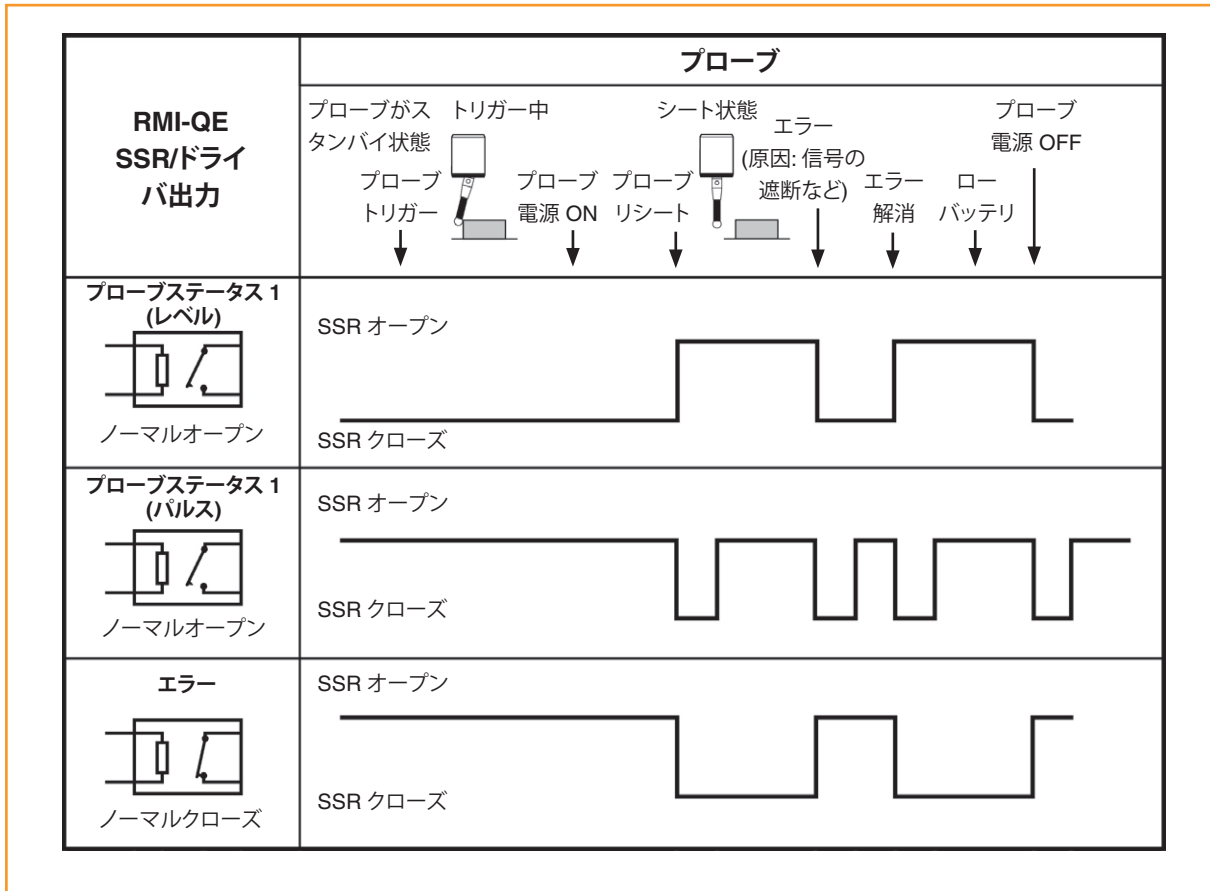 RMI-QE
SSR/ドライ
バ出力
プローブ
プローブがス
タンバイ状態
トリガー中
プローブ
トリガー
プローブ
電源 ON
プローブ
リシート
シート状態
エラー
(原因: 信号の
遮断など)
エラー
解消
ロー
バッテリ
プローブ
電源 OFF
プローブステータス 1
(レベル)
ノーマルオープン
SSR オープン
SSR クローズ
プローブステータス 1
(パルス)
ノーマルオープン
SSR オープン
SSR クローズ
エラー
ノーマルクローズ
SSR オープン
SSR クローズ